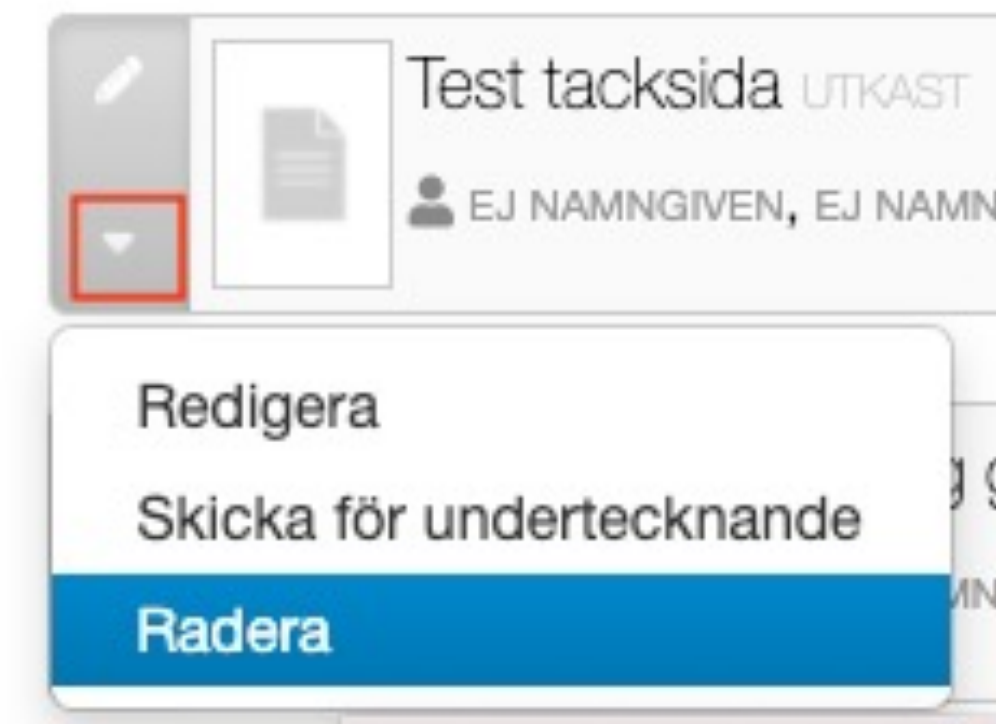 Test tacksida UTKAST
EJ NAMNGIVEN, EJ NAMN
Redigera
Skicka för undertecknande
Radera